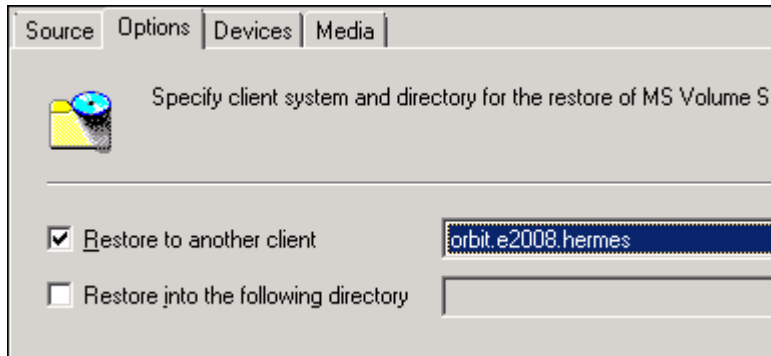 Source Options Devices Media
Specify client system and directory for the restore of MS Volume S
Restore to another client orbit.e2008.hermes
Restore into the following directory